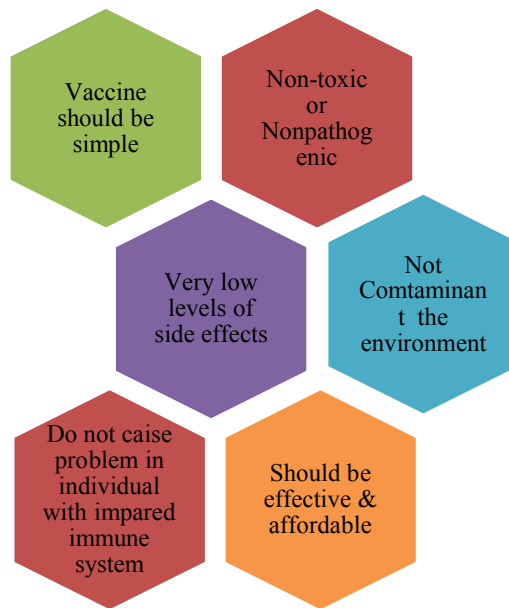 Vaccine
should be
simple
Non-toxic
or
Nonpathog
enic
Very low
levels of
side effects
Not
Comtaminan
t the
environment
Do not caise
problem in
individual
with impared
immune
system
Should be
effective &
affordable